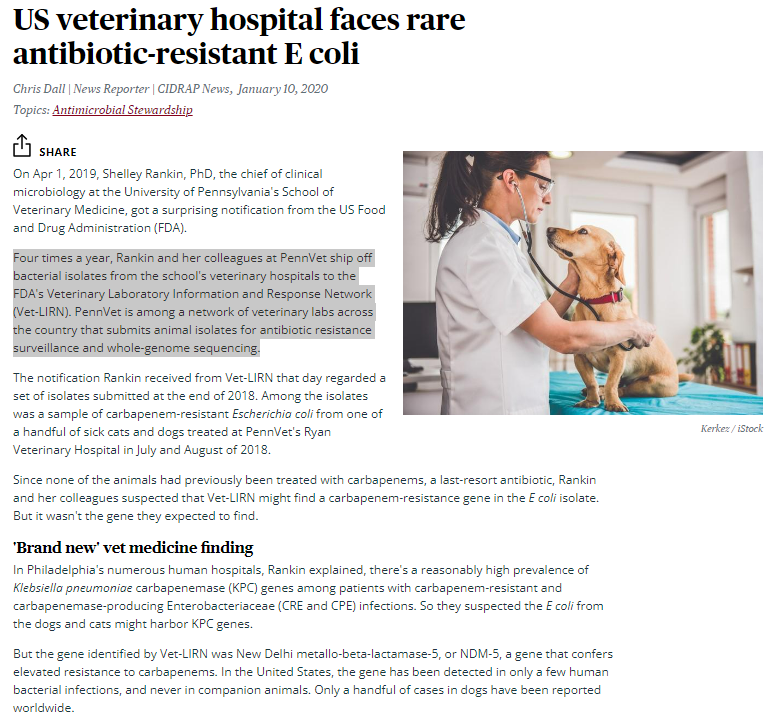 US veterinary hospital faces rare
antibiotic-resistant E coli
Chris Dall | News Reporter | CIDRAP News, January 10, 2020
Topics: Antimicrobial Stewardship
SHARE
On Apr 1, 2019, Shelley Rankin, PhD, the chief of clinical
microbiology at the University of Pennsylvania's School of
Veterinary Medicine, got a surprising notification from the US Food
and Drug Administration (FDA).
Four times a year, Rankin and her colleagues at PennVet ship off
bacterial isolates from the school's veterinary hospitals to the
FDA's Veterinary Laboratory Information and Response Network
(Vet-LIRN). PennVet is among a network of veterinary labs across
the country that submits animal isolates for antibiotic resistance
surveillance and whole-genome sequencing.
The notification Rankin received from Vet-LIRN that day regarded a
set of isolates submitted at the end of 2018. Among the isolates
was a sample of carbapenem-resistant Escherichia coli from one of
a handful of sick cats and dogs treated at PennVet's Ryan
Veterinary Hospital in July and August of 2018.
Kerkez / iStock
Since none of the animals had previously been treated with carbapenems, a last-resort antibiotic, Rankin
and her colleagues suspected that Vet-LIRN might find a carbapenem-resistance gene in the E coli isolate.
But it wasn't the gene they expected to find.
'Brand new' vet medicine finding
In Philadelphia's numerous human hospitals, Rankin explained, there's a reasonably high prevalence of
Klebsiella pneumoniae carbapenemase (KPC) genes among patients with carbapenem-resistant and
carbapenemase-producing Enterobacteriaceae (CRE and CPE) infections. So they suspected the E coli from
the dogs and cats might harbor KPC genes.
But the gene identified by Vet-LIRN was New Delhi metallo-beta-lactamase-5, or NDM-5, a gene that confers
elevated resistance to carbapenems. In the United States, the gene has been detected in only a few human
bacterial infections, and never in companion animals. Only a handful of cases in dogs have been reported
worldwide.